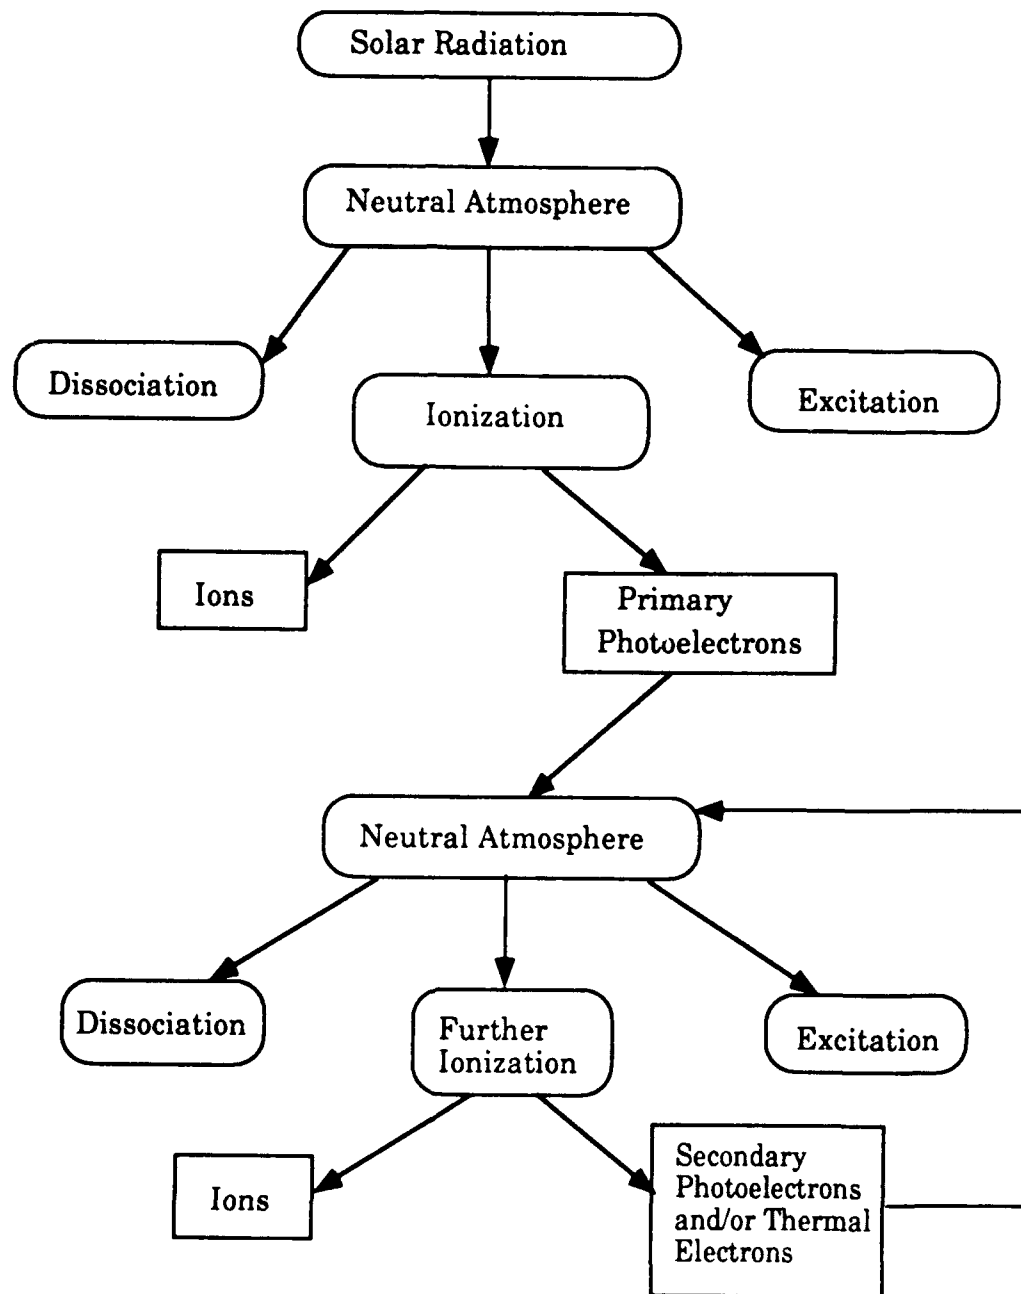 Solar Radiation
Neutral Atmosphere
Dissociation
Ionization
Excitation
Ions
Primary
Photoelectrons
Neutral Atmosphere
Dissociation
Further
Ionization
Excitation
Ions
Secondary
Photoelectrons
and/or Thermal
Electrons